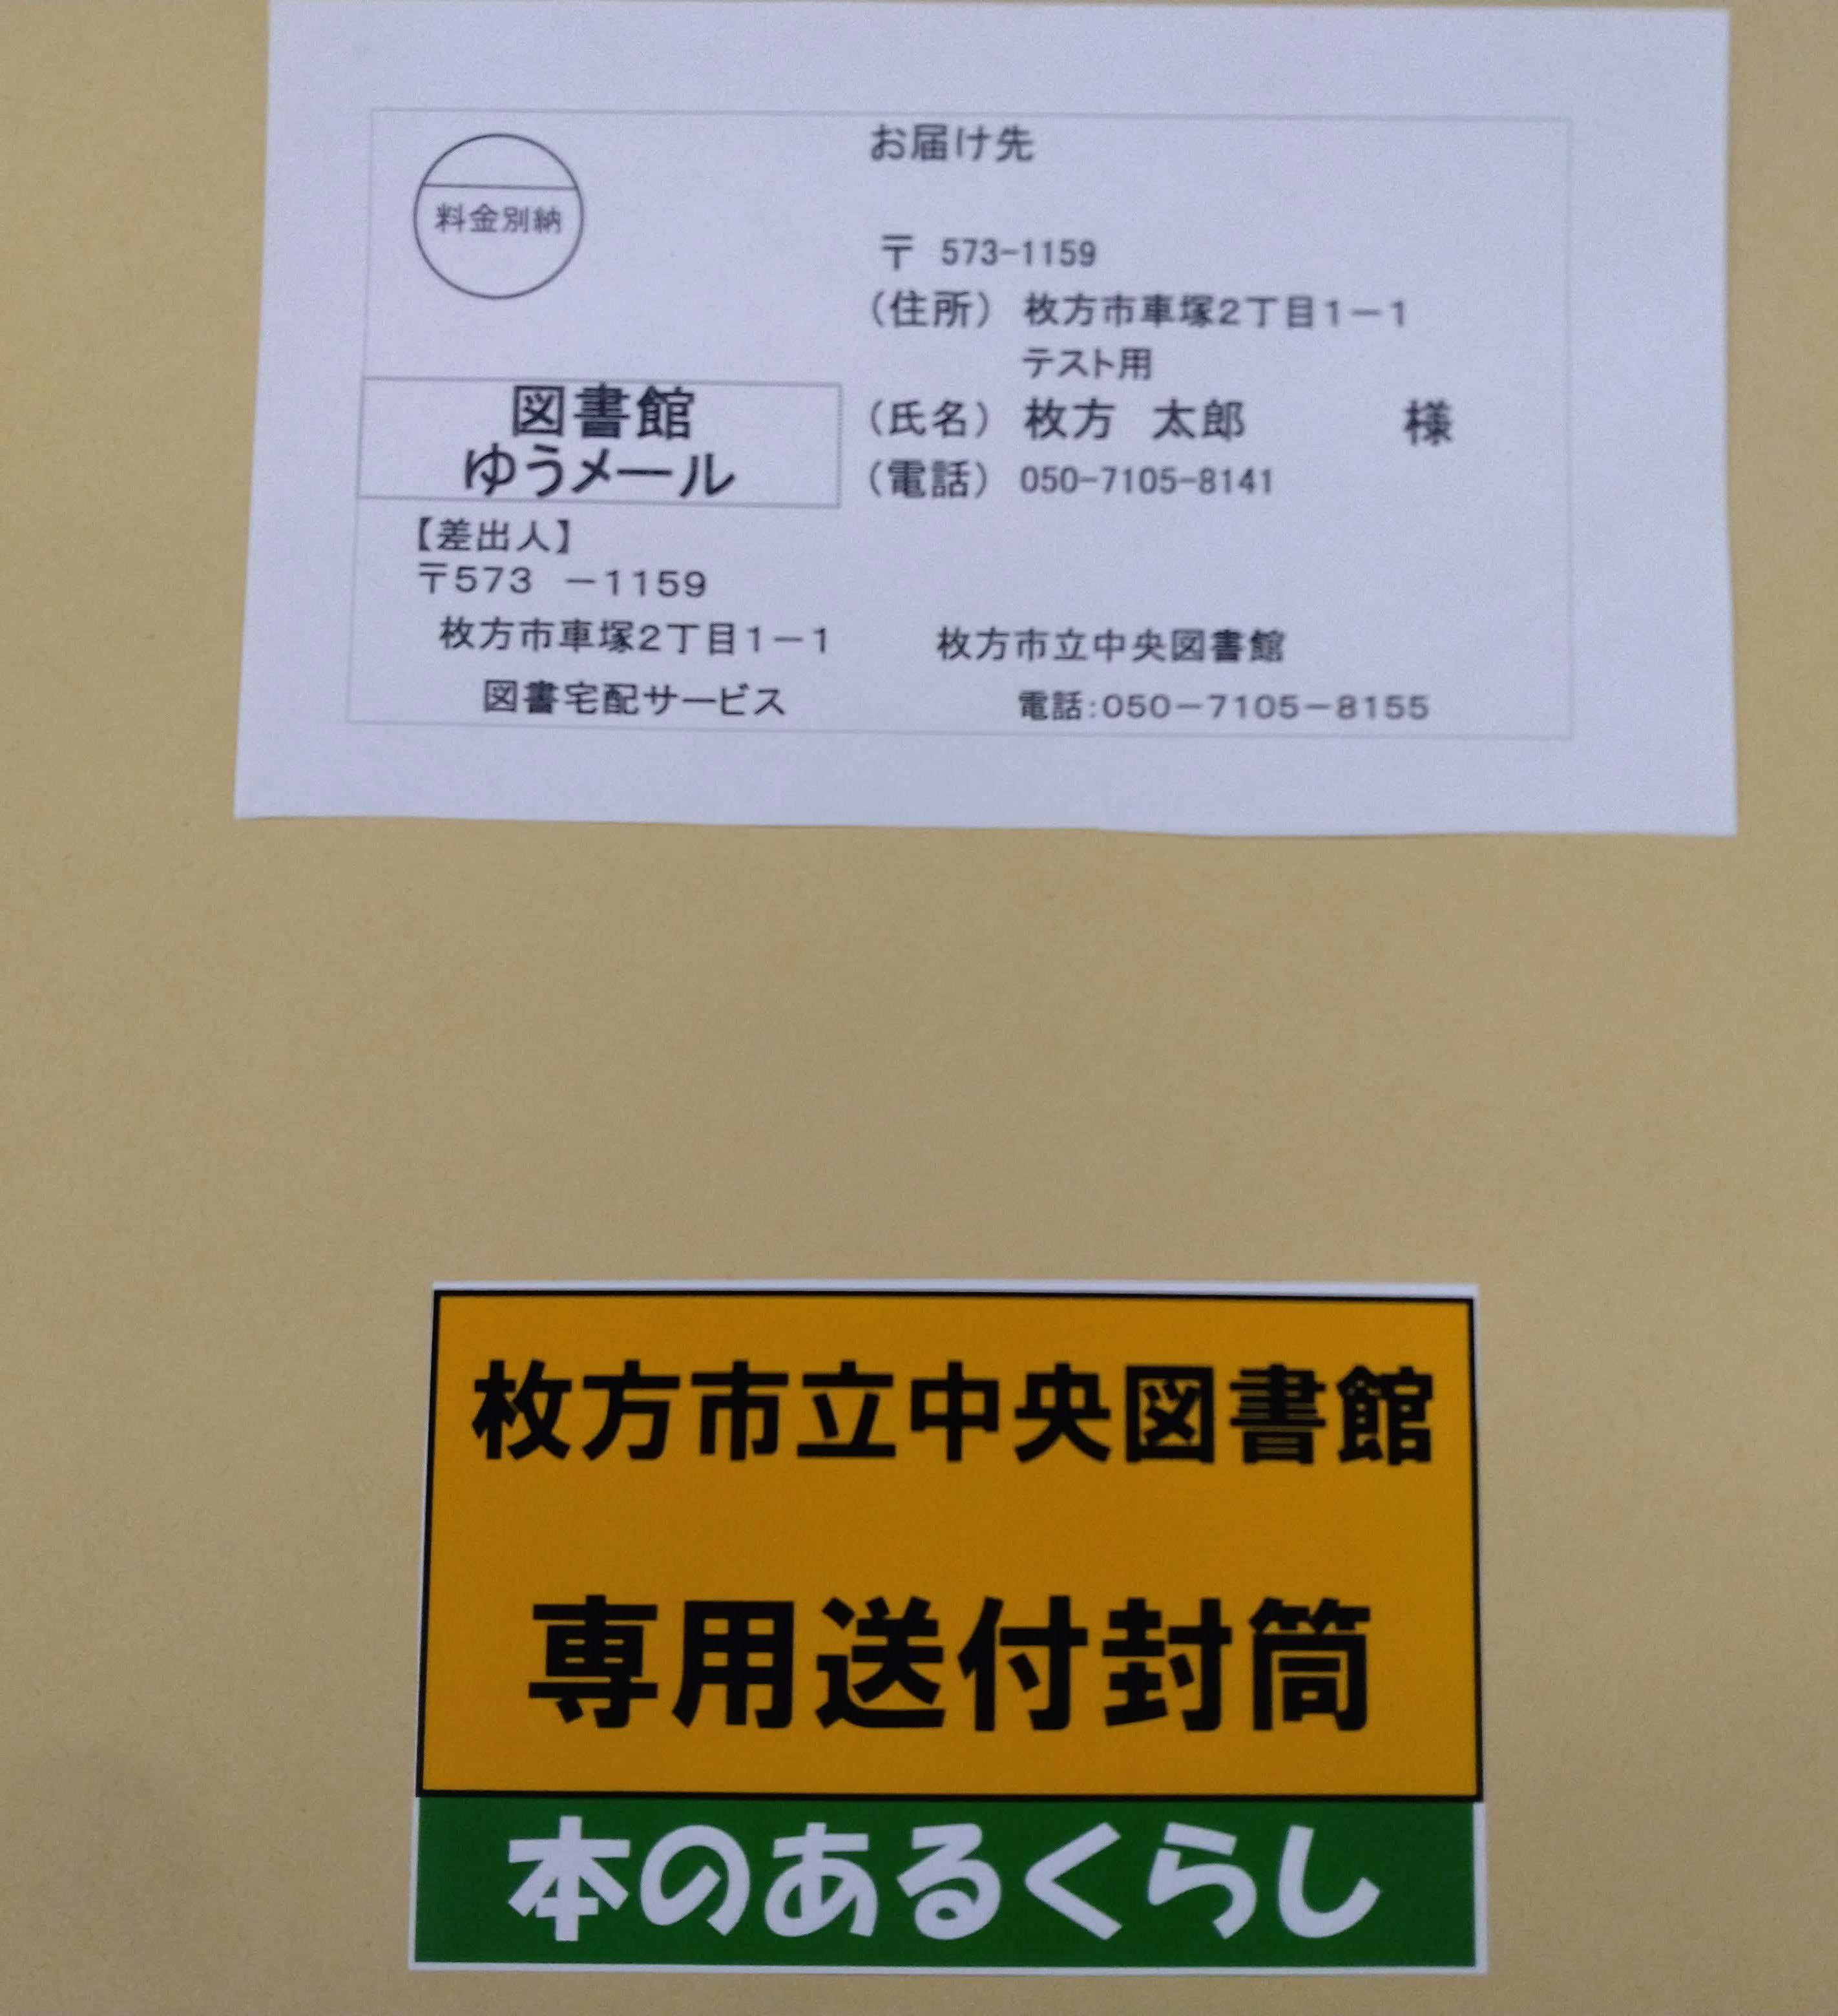 料金別納
お届け先
〒 573-1159
（住所） 枚方市車塚2丁目1－1
テスト用
図書館
ゆうメール
（氏名） 枚方 太郎 様
（電話） 050-7105-8141
【差出人】
〒573 －1159
枚方市車塚2丁目1－1 枚方市立中央図書館
図書宅配サービス 電話：050－7105－8155
枚方市立中央図書館
専用送付封筒
本のあるくらし